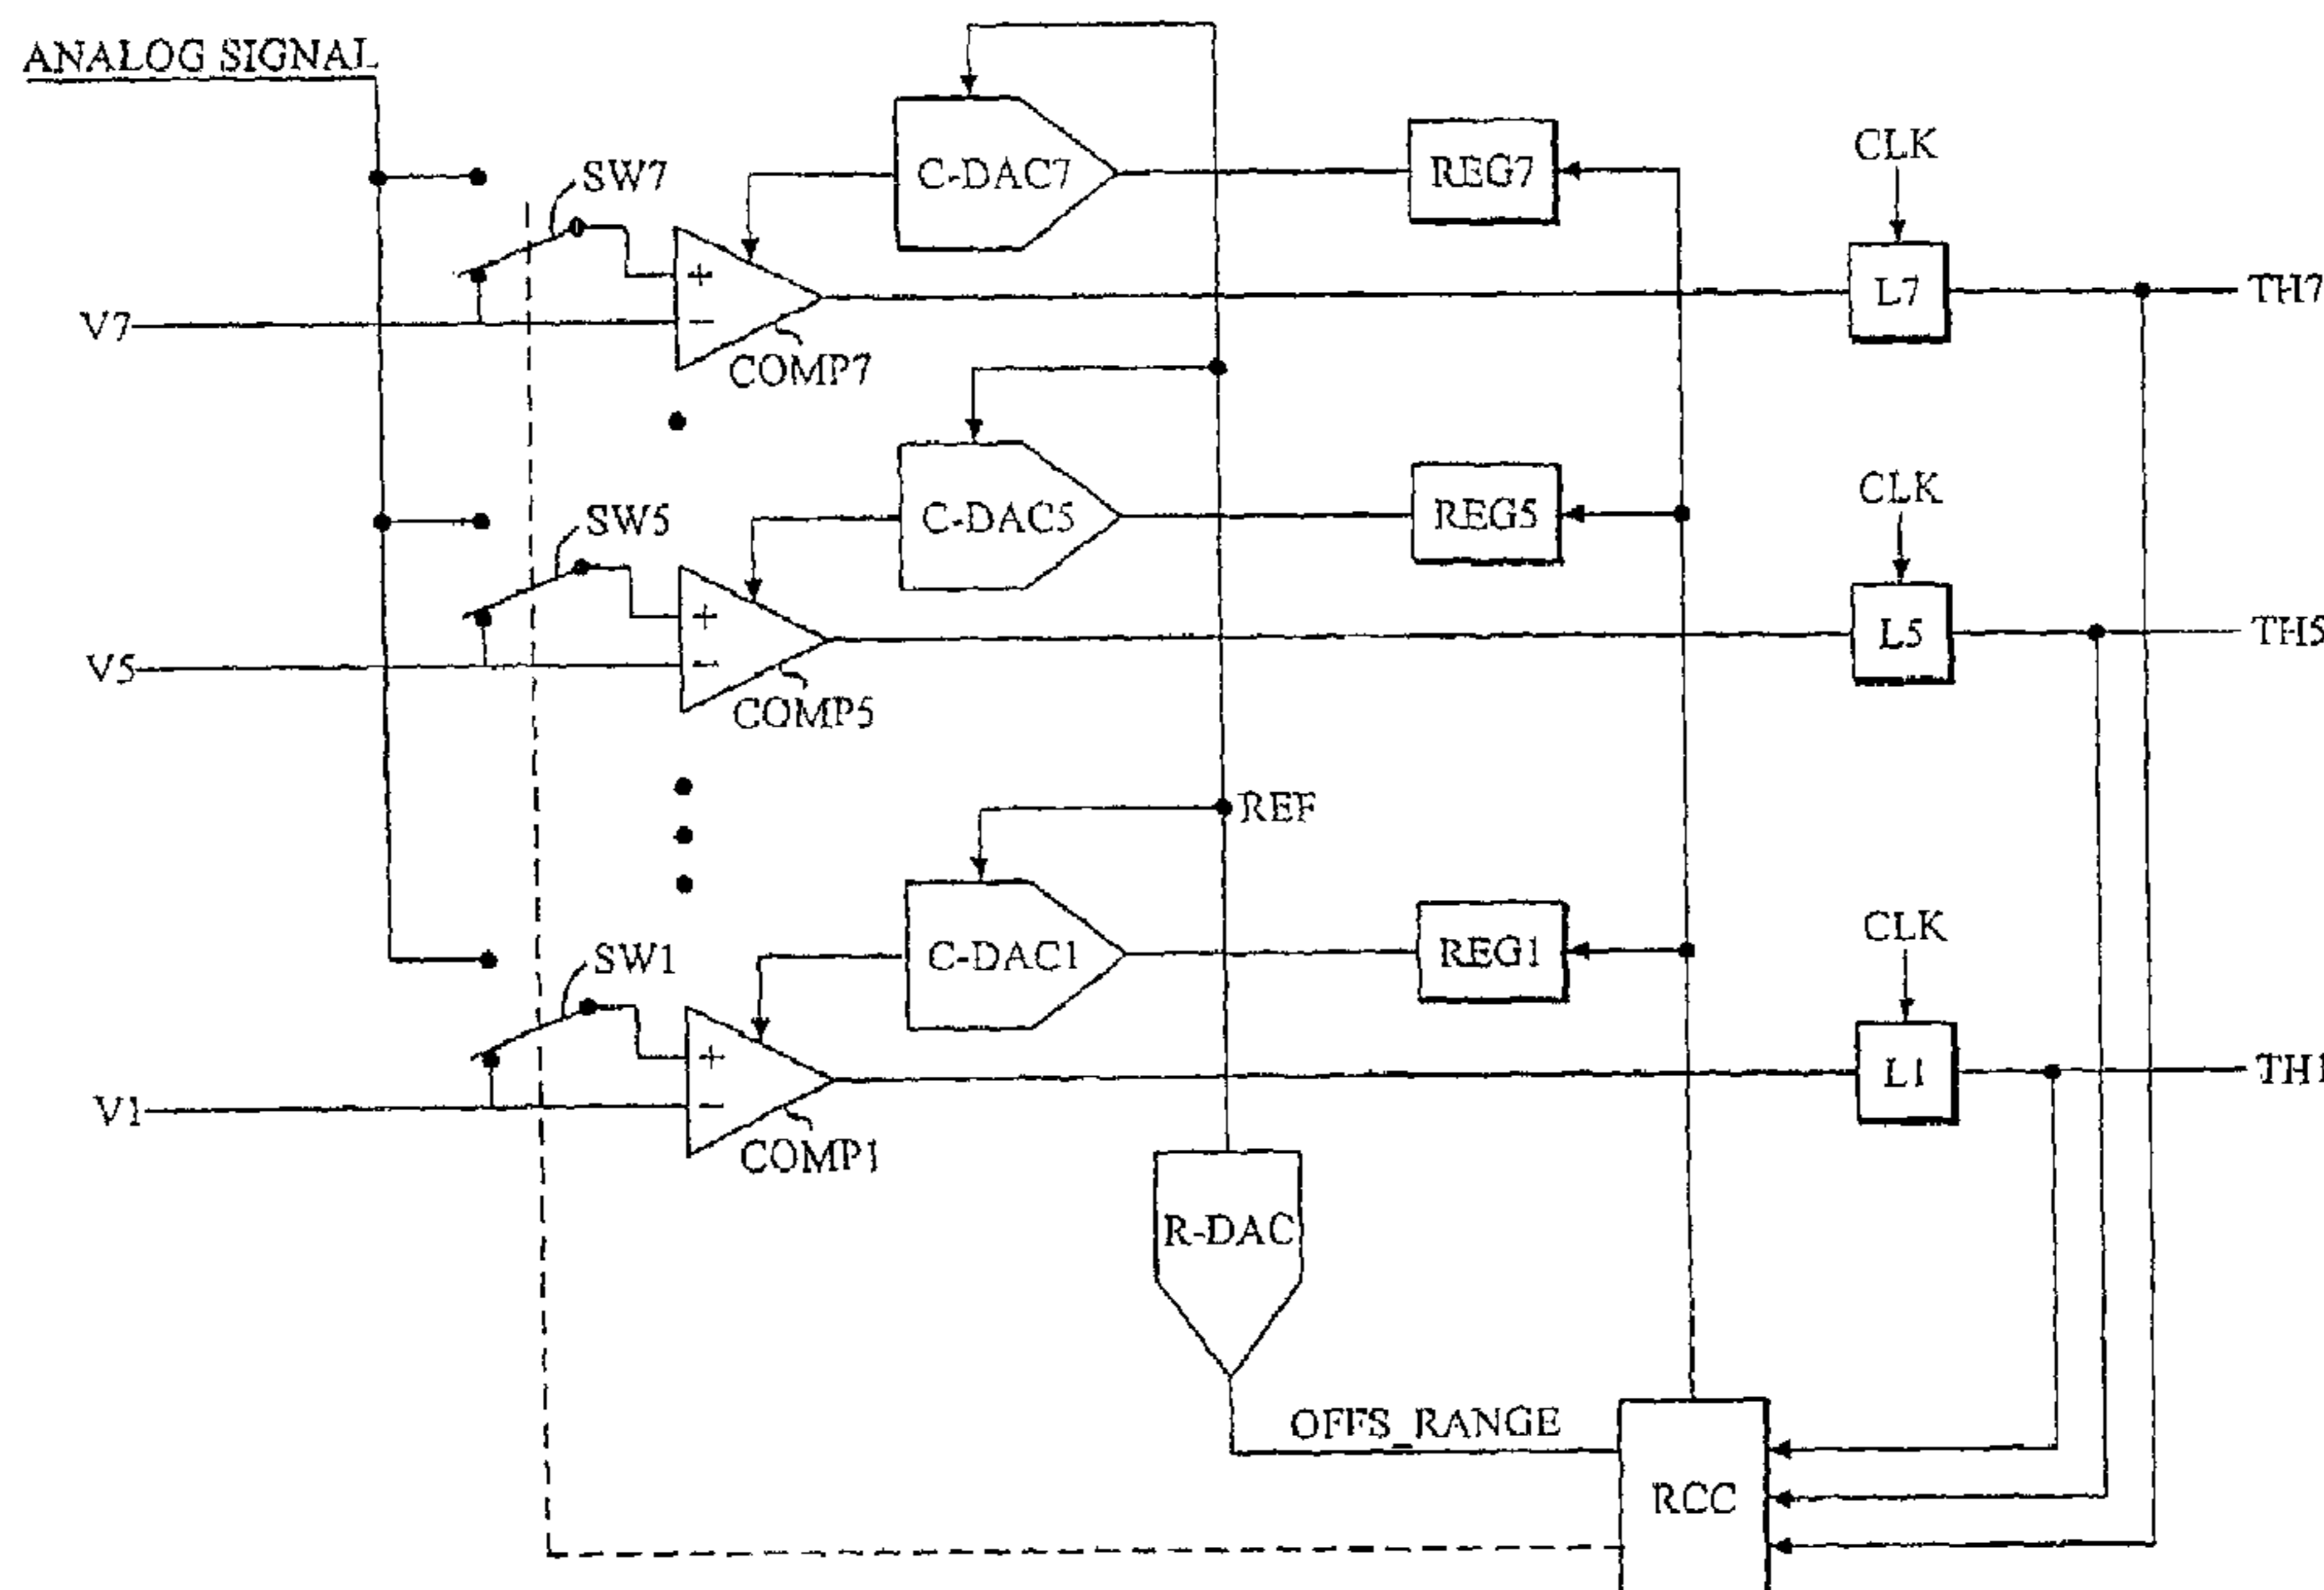 ANALOG SIGNAL
C-DAC7
REG7
CLK
SW7
+
L7
TH7
V7
−
COMP7
C-DAC5
REG5
CLK
SW5
+
L5
TH5
V5
−
COMP5
REF
C-DAC1
REG1
CLK
SW1
+
L1
TH1
V1
−
COMP1
R-DAC
OFFS_RANGE
RCC